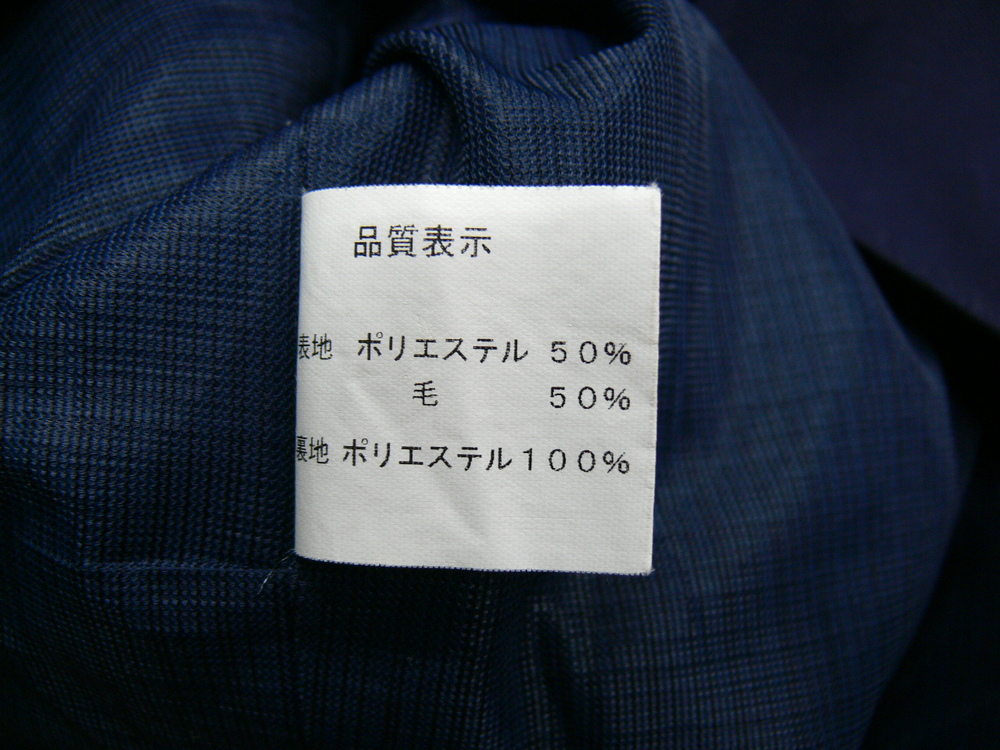 品質表示
表地 ポリエステル 50%
毛 50%
裏地 ポリエステル100%